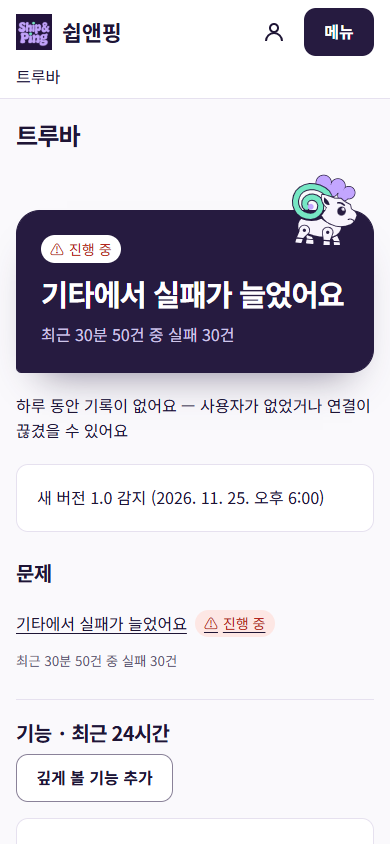 Ship&
Ping
쉽앤핑
메뉴
트루바
트루바
진행 중
기타에서 실패가 늘었어요
최근 30분 50건 중 실패 30건
하루 동안 기록이 없어요 — 사용자가 없었거나 연결이
끊겼을 수 있어요
새 버전 1.0 감지 (2026. 11. 25. 오후 6:00)
문제
기타에서 실패가 늘었어요 진행 중
최근 30분 50건 중 실패 30건
기능 · 최근 24시간
깊게 볼 기능 추가